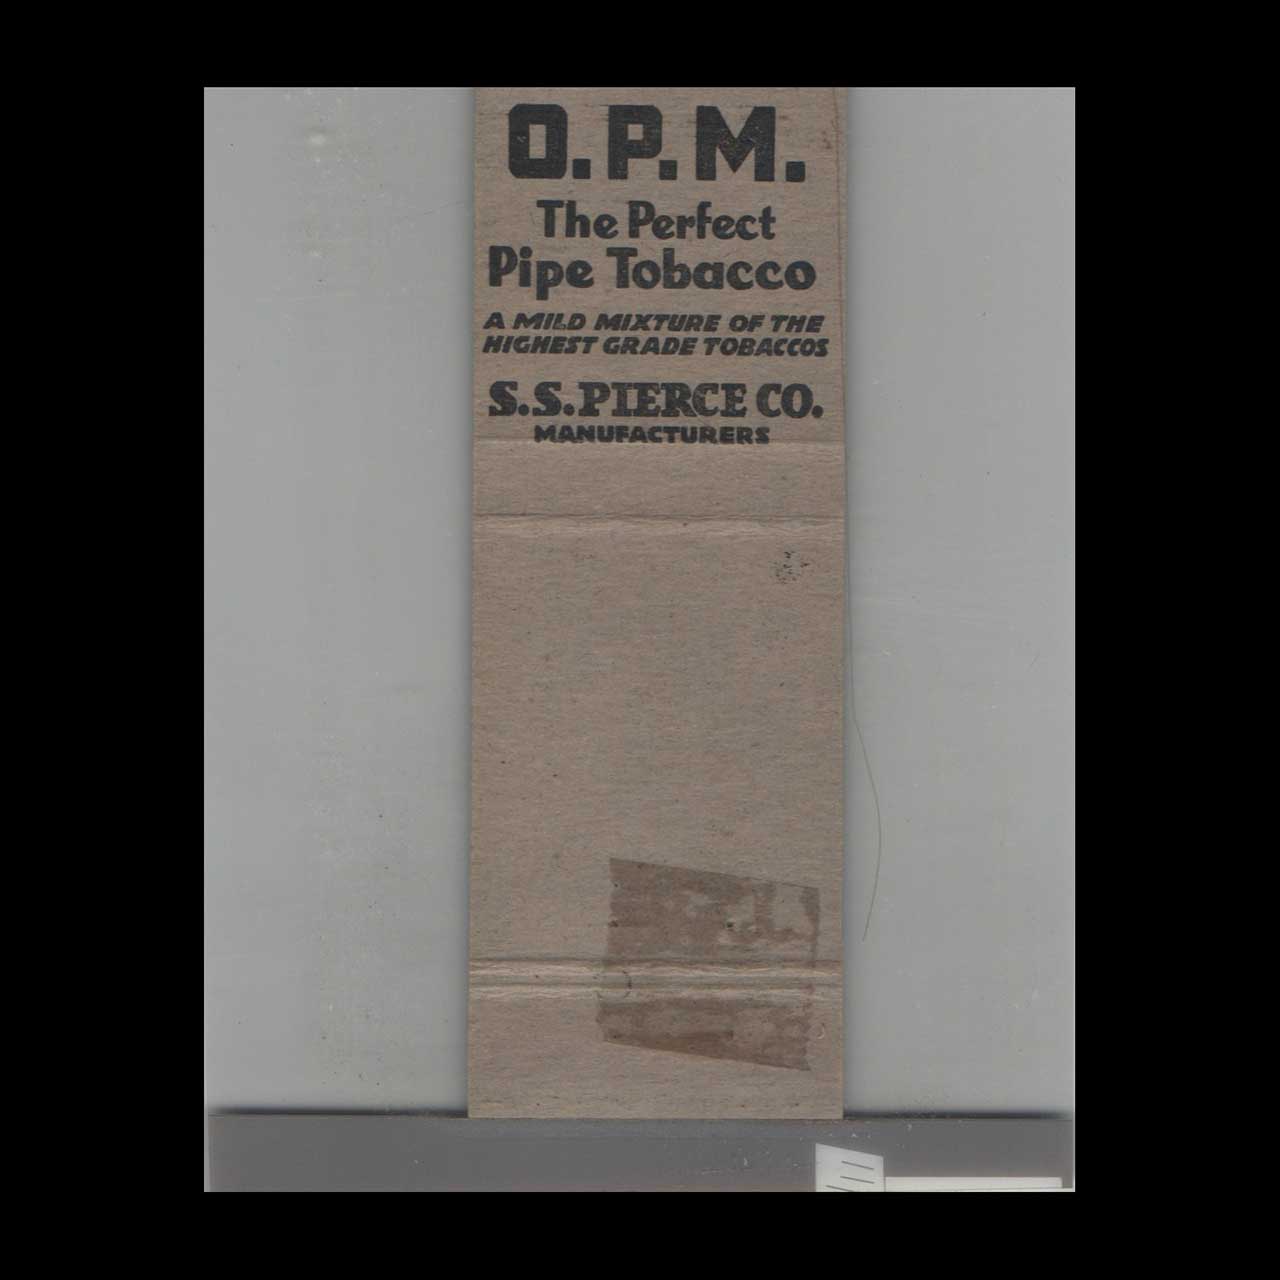 O.P.M.
The Perfect
Pipe Tobacco
A MILD MIXTURE OF THE
HIGHEST GRADE TOBACCOS
S.S.PIERCE CO.
MANUFACTURERS